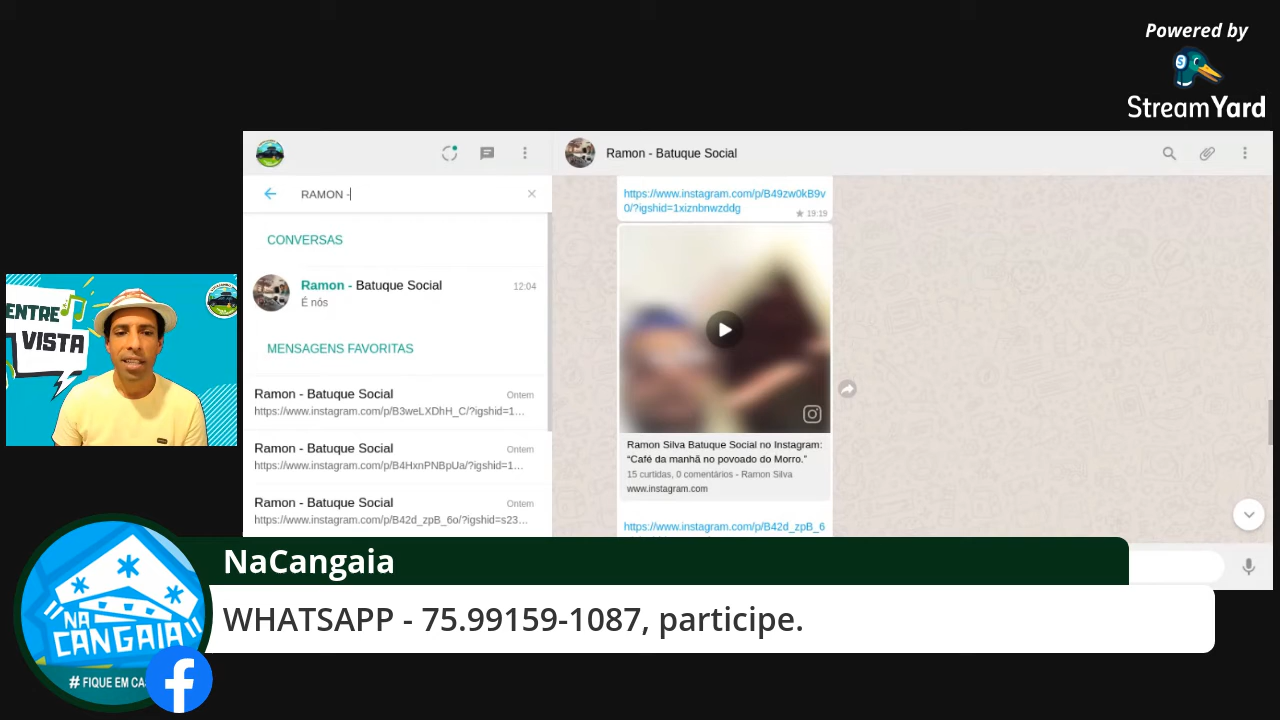 Powered by
StreamYard
RAMON -
CONVERSAS
Ramon - Batuque Social
12:04
É nós
MENSAGENS FAVORITAS
Ramon - Batuque Social
Ontem
https://www.instagram.com/p/B3weLXDhH_C/?igshid=1...
Ramon - Batuque Social
Ontem
https://www.instagram.com/p/B4HxnPNBpUa/?igshid=1...
Ramon - Batuque Social
Ontem
https://www.instagram.com/p/B42d_zpB_6o/?igshid=s23...
Ramon - Batuque Social
https://www.instagram.com/p/B49zw0kB9v
0/?igshid=1xiznbnwzddg
19:19
Ramon Silva Batuque Social no Instagram:
“Café da manhã no povoado do Morro.”
15 curtidas, 0 comentários - Ramon Silva
www.instagram.com
https://www.instagram.com/p/B42d_zpB_6
ENTRE
VISTA
NaCangaia
WHATSAPP - 75.99159-1087, participe.
NA
CANGAIA
# FIQUE EM CAS